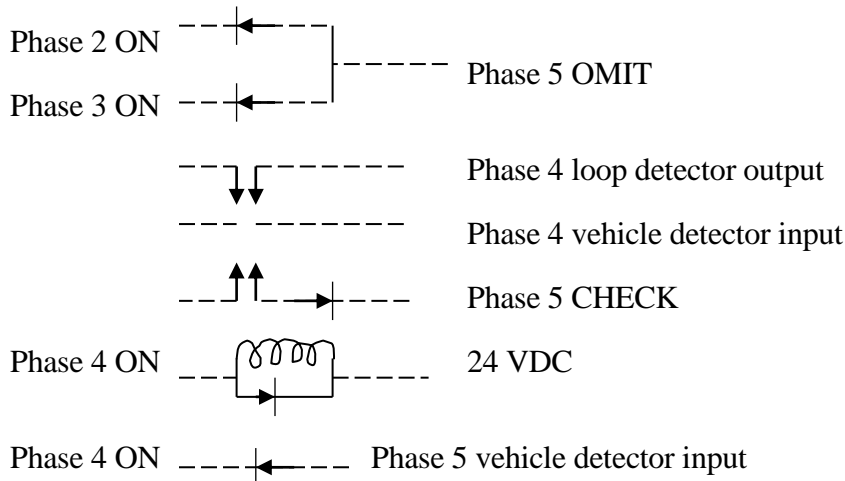 Phase 2 ON
Phase 5 OMIT
Phase 3 ON
Phase 4 loop detector output
Phase 4 vehicle detector input
Phase 5 CHECK
Phase 4 ON 24 VDC
Phase 4 ON Phase 5 vehicle detector input